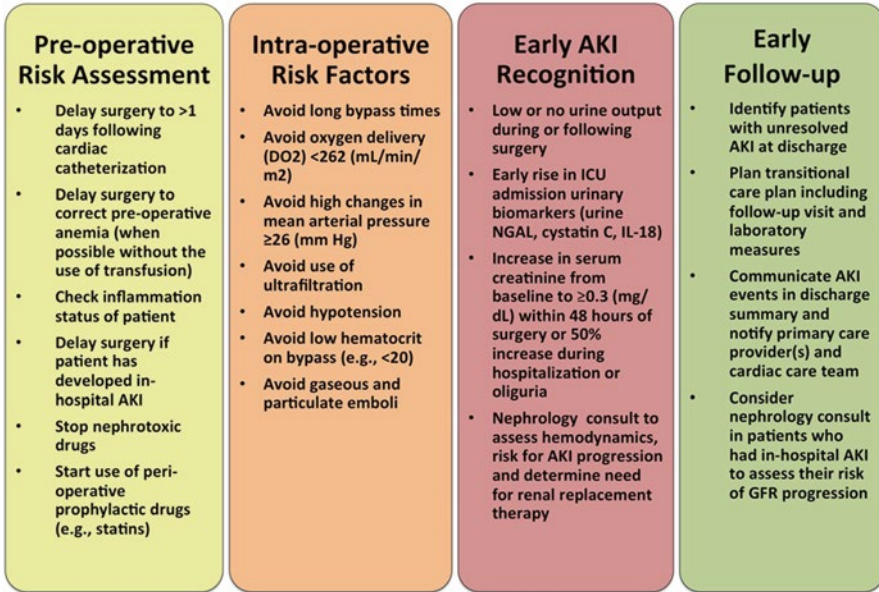 Pre-operative
Risk Assessment
• Delay surgery to >1
days following
cardiac
catheterization
• Delay surgery to
correct pre-operative
anemia (when
possible without the
use of transfusion)
• Check inflammation
status of patient
• Delay surgery if
patient has
developed in-
hospital AKI
• Stop nephrotoxic
drugs
• Start use of peri-
operative
prophylactic drugs
(e.g., statins)
Intra-operative
Risk Factors
• Avoid long bypass times
• Avoid oxygen delivery
(DO2) <262 (mL/min/
m2)
• Avoid high changes in
mean arterial pressure
≥26 (mm Hg)
• Avoid use of
ultrafiltration
• Avoid hypotension
• Avoid low hematocrit
on bypass (e.g., <20)
• Avoid gaseous and
particulate emboli
Early AKI
Recognition
• Low or no urine output
during or following
surgery
• Early rise in ICU
admission urinary
biomarkers (urine
NGAL, cystatin C, IL-18)
• Increase in serum
creatinine from
baseline to ≥0.3 (mg/
dL) within 48 hours of
surgery or 50%
increase during
hospitalization or
oliguria
• Nephrology consult to
assess hemodynamics,
risk for AKI progression
and determine need
for renal replacement
therapy
Early
Follow-up
• Identify patients
with unresolved
AKI at discharge
• Plan transitional
care plan including
follow-up visit and
laboratory
measures
• Communicate AKI
events in discharge
summary and
notify primary care
provider(s) and
cardiac care team
• Consider
nephrology consult
in patients who
had in-hospital AKI
to assess their risk
of GFR progression